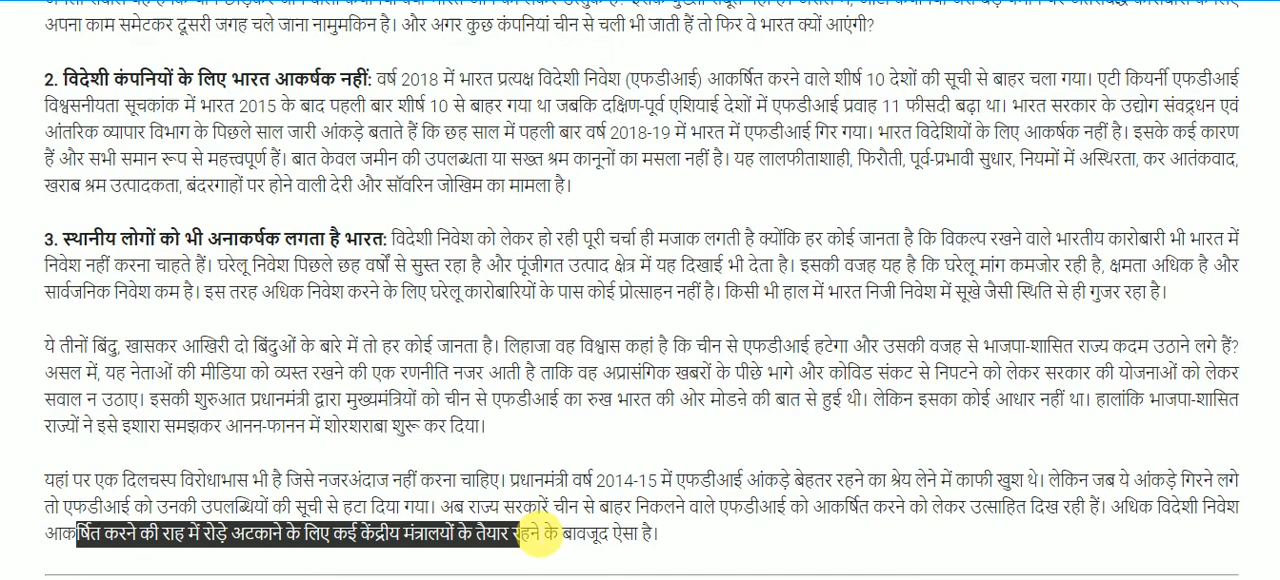 अपना काम समेटकर दूसरी जगह चले जाना नामुमकिन है। और अगर कुछ कंपनियां चीन से चली भी जाती हैं तो फिर वे भारत क्यों आएंगी?
2. विदेशी कंपनियों के लिए भारत आकर्षक नहीं: वर्ष 2018 में भारत प्रत्यक्ष विदेशी निवेश (एफडीआई) आकर्षित करने वाले शीर्ष 10 देशों की सूची से बाहर चला गया। एटी कियर्नी एफडीआई
विश्वसनीयता सूचकांक में भारत 2015 के बाद पहली बार शीर्ष 10 से बाहर गया था जबकि दक्षिण-पूर्व एशियाई देशों में एफडीआई प्रवाह 11 फीसदी बढ़ा था। भारत सरकार के उद्योग संवद्र्धन एवं
आंतरिक व्यापार विभाग के पिछले साल जारी आंकड़े बताते हैं कि छह साल में पहली बार वर्ष 2018-19 में भारत में एफडीआई गिर गया। भारत विदेशियों के लिए आकर्षक नहीं है। इसके कई कारण
हैं और सभी समान रूप से महत्त्वपूर्ण हैं। बात केवल जमीन की उपलब्धता या सख्त श्रम कानूनों का मसला नहीं है। यह लालफीताशाही, फिरौती, पूर्व-प्रभावी सुधार, नियमों में अस्थिरता, कर आतंकवाद,
खराब श्रम उत्पादकता, बंदरगाहों पर होने वाली देरी और सॉवरिन जोखिम का मामला है।
3. स्थानीय लोगों को भी अनाकर्षक लगता है भारत: विदेशी निवेश को लेकर हो रही पूरी चर्चा ही मजाक लगती है क्योंकि हर कोई जानता है कि विकल्प रखने वाले भारतीय कारोबारी भी भारत में
निवेश नहीं करना चाहते हैं। घरेलू निवेश पिछले छह वर्षों से सुस्त रहा है और पूंजीगत उत्पाद क्षेत्र में यह दिखाई भी देता है। इसकी वजह यह है कि घरेलू मांग कमजोर रही है, क्षमता अधिक है और
सार्वजनिक निवेश कम है। इस तरह अधिक निवेश करने के लिए घरेलू कारोबारियों के पास कोई प्रोत्साहन नहीं है। किसी भी हाल में भारत निजी निवेश में सूखे जैसी स्थिति से ही गुजर रहा है।
ये तीनों बिंदु, खासकर आखिरी दो बिंदुओं के बारे में तो हर कोई जानता है। लिहाजा वह विश्वास कहां है कि चीन से एफडीआई हटेगा और उसकी वजह से भाजपा-शासित राज्य कदम उठाने लगे हैं?
असल में, यह नेताओं की मीडिया को व्यस्त रखने की एक रणनीति नजर आती है ताकि वह अप्रासंगिक खबरों के पीछे भागे और कोविड संकट से निपटने को लेकर सरकार की योजनाओं को लेकर
सवाल न उठाए। इसकी शुरुआत प्रधानमंत्री द्वारा मुख्यमंत्रियों को चीन से एफडीआई का रुख भारत की ओर मोडऩे की बात से हुई थी। लेकिन इसका कोई आधार नहीं था। हालांकि भाजपा-शासित
राज्यों ने इसे इशारा समझकर आनन-फानन में शोरशराबा शुरू कर दिया।
यहां पर एक दिलचस्प विरोधाभास भी है जिसे नजरअंदाज नहीं करना चाहिए। प्रधानमंत्री वर्ष 2014-15 में एफडीआई आंकड़े बेहतर रहने का श्रेय लेने में काफी खुश थे। लेकिन जब ये आंकड़े गिरने लगे
तो एफडीआई को उनकी उपलब्धियों की सूची से हटा दिया गया। अब राज्य सरकारें चीन से बाहर निकलने वाले एफडीआई को आकर्षित करने को लेकर उत्साहित दिख रही हैं। अधिक विदेशी निवेश
आकर्षित करने की राह में रोड़े अटकाने के लिए कई केंद्रीय मंत्रालयों के तैयार रहने के बावजूद ऐसा है।